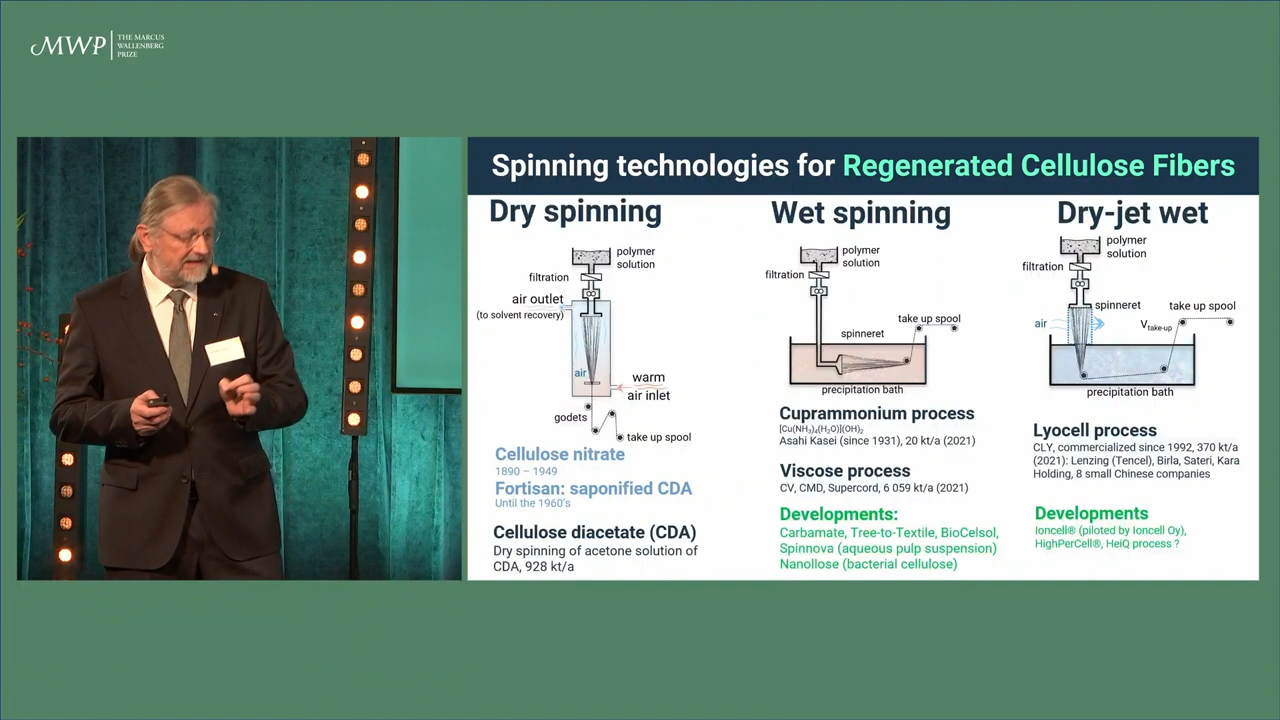 MWP THE MARCUS
WALLENBERG
PRIZE
Spinning technologies for Regenerated Cellulose Fibers
Dry spinning
polymer
solution
filtration
air outlet
(to solvent recovery)
air
warm
air inlet
godets
take up spool
Cellulose nitrate
1890 – 1949
Fortisan: saponified CDA
Until the 1960's
Cellulose diacetate (CDA)
Dry spinning of acetone solution of
CDA, 928 kt/a
Wet spinning
polymer
solution
filtration
take up spool
spinneret
precipitation bath
Cuprammonium process
[Cu(NH₃)₄(H₂O)](OH)₂
Asahi Kasei (since 1931), 20 kt/a (2021)
Viscose process
CV, CMD, Supercord, 6 059 kt/a (2021)
Developments:
Carbamate, Tree-to-Textile, BioCelsol,
Spinnova (aqueous pulp suspension)
Nanollose (bacterial cellulose)
Dry-jet wet
polymer
solution
filtration
spinneret
take up spool
air
V take-up
precipitation bath
Lyocell process
CLY, commercialized since 1992, 370 kt/a
(2021): Lenzing (Tencel), Birla, Sateri, Kara
Holding, 8 small Chinese companies
Developments
Ioncell® (piloted by Ioncell Oy),
HighPerCell®, HeiQ process ?